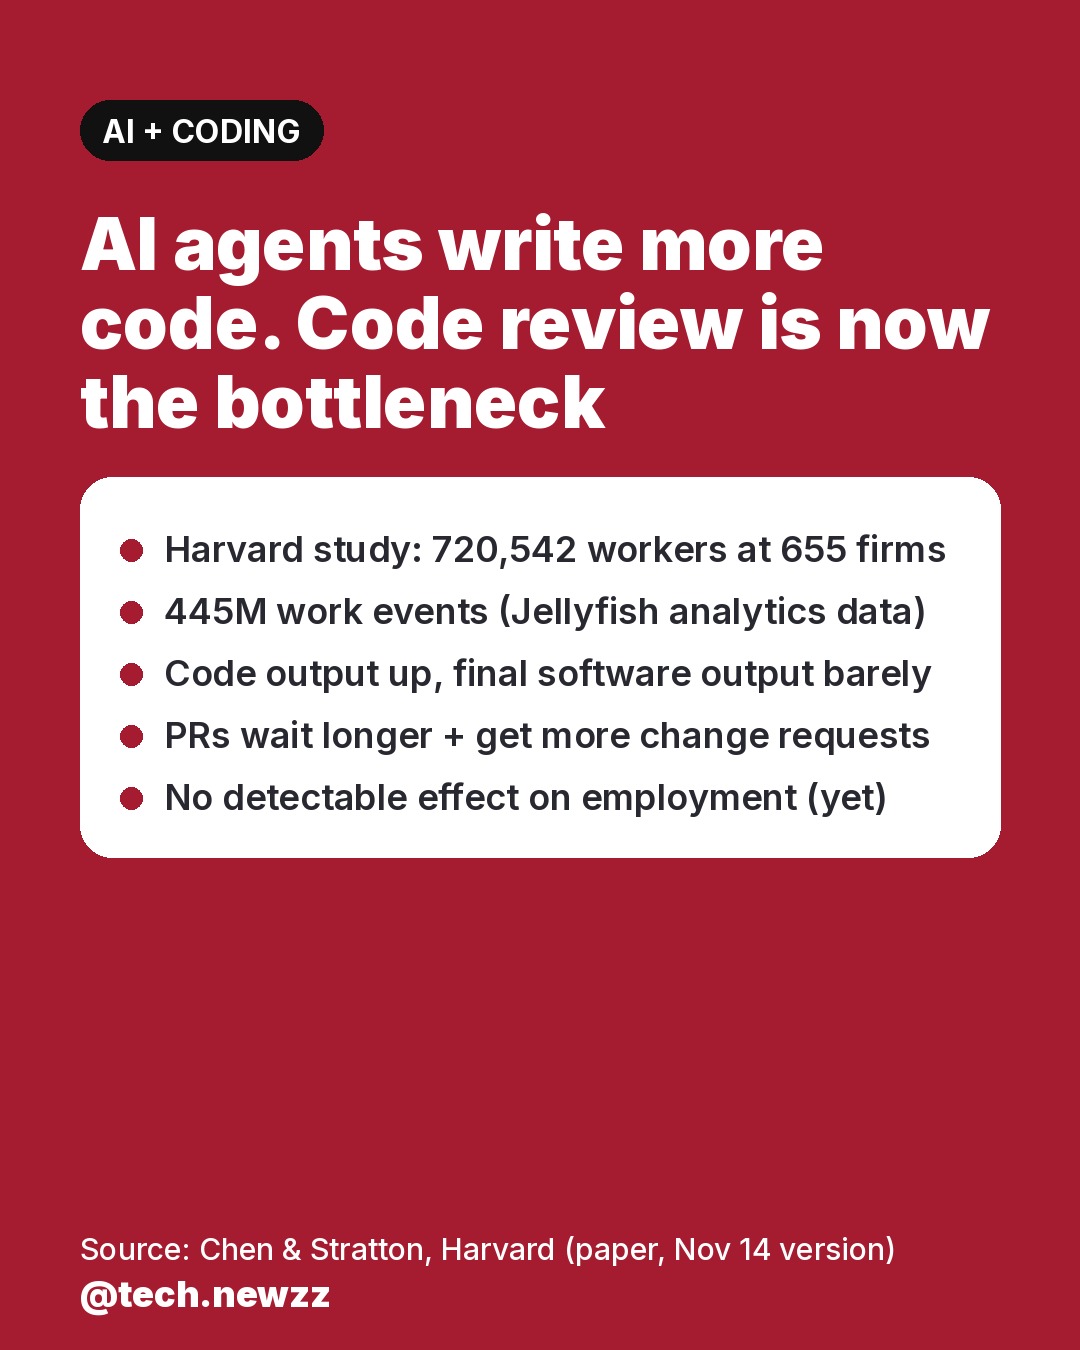 AI + CODING
AI agents write more
code. Code review is now
the bottleneck
Harvard study: 720,542 workers at 655 firms
445M work events (Jellyfish analytics data)
Code output up, final software output barely
PRs wait longer + get more change requests
No detectable effect on employment (yet)
Source: Chen & Stratton, Harvard (paper, Nov 14 version)
@tech.newzz